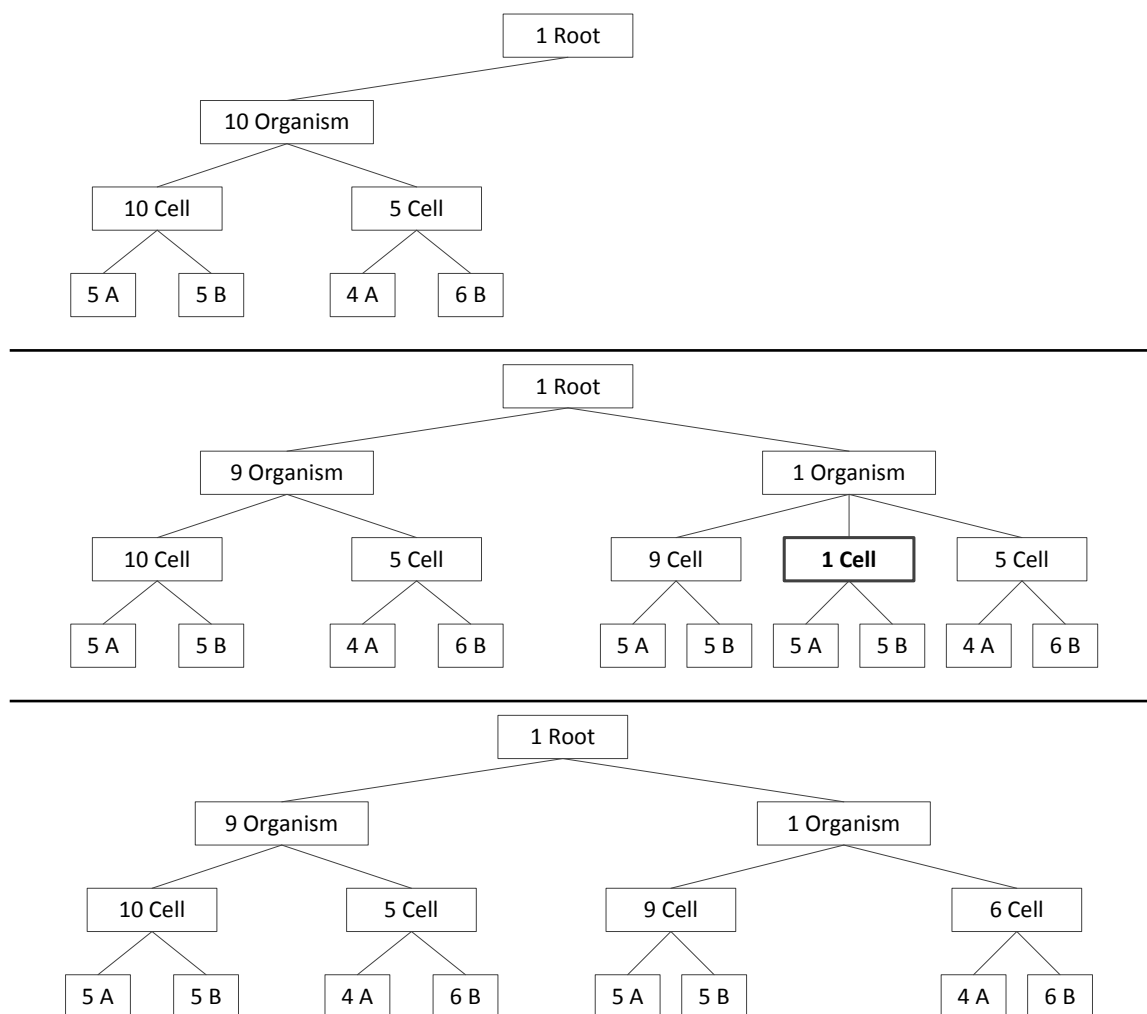 1 Root
10 Organism
10 Cell 5 Cell
5 A 5 B 4 A 6 B
1 Root
9 Organism 1 Organism
10 Cell 5 Cell 9 Cell 1 Cell 5 Cell
5 A 5 B 4 A 6 B 5 A 5 B 5 A 5 B 4 A 6 B
1 Root
9 Organism 1 Organism
10 Cell 5 Cell 9 Cell 6 Cell
5 A 5 B 4 A 6 B 5 A 5 B 4 A 6 B